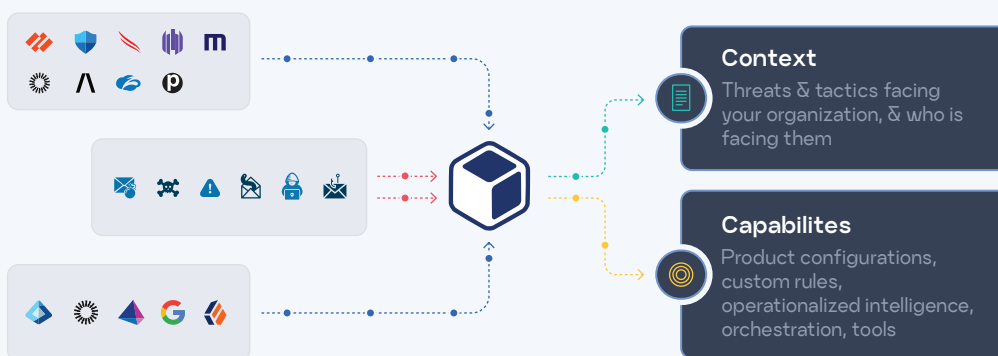 Context
Threats & tactics facing
your organization, & who is
facing them
Capabilites
Product configurations,
custom rules,
operationalized intelligence,
orchestration, tools